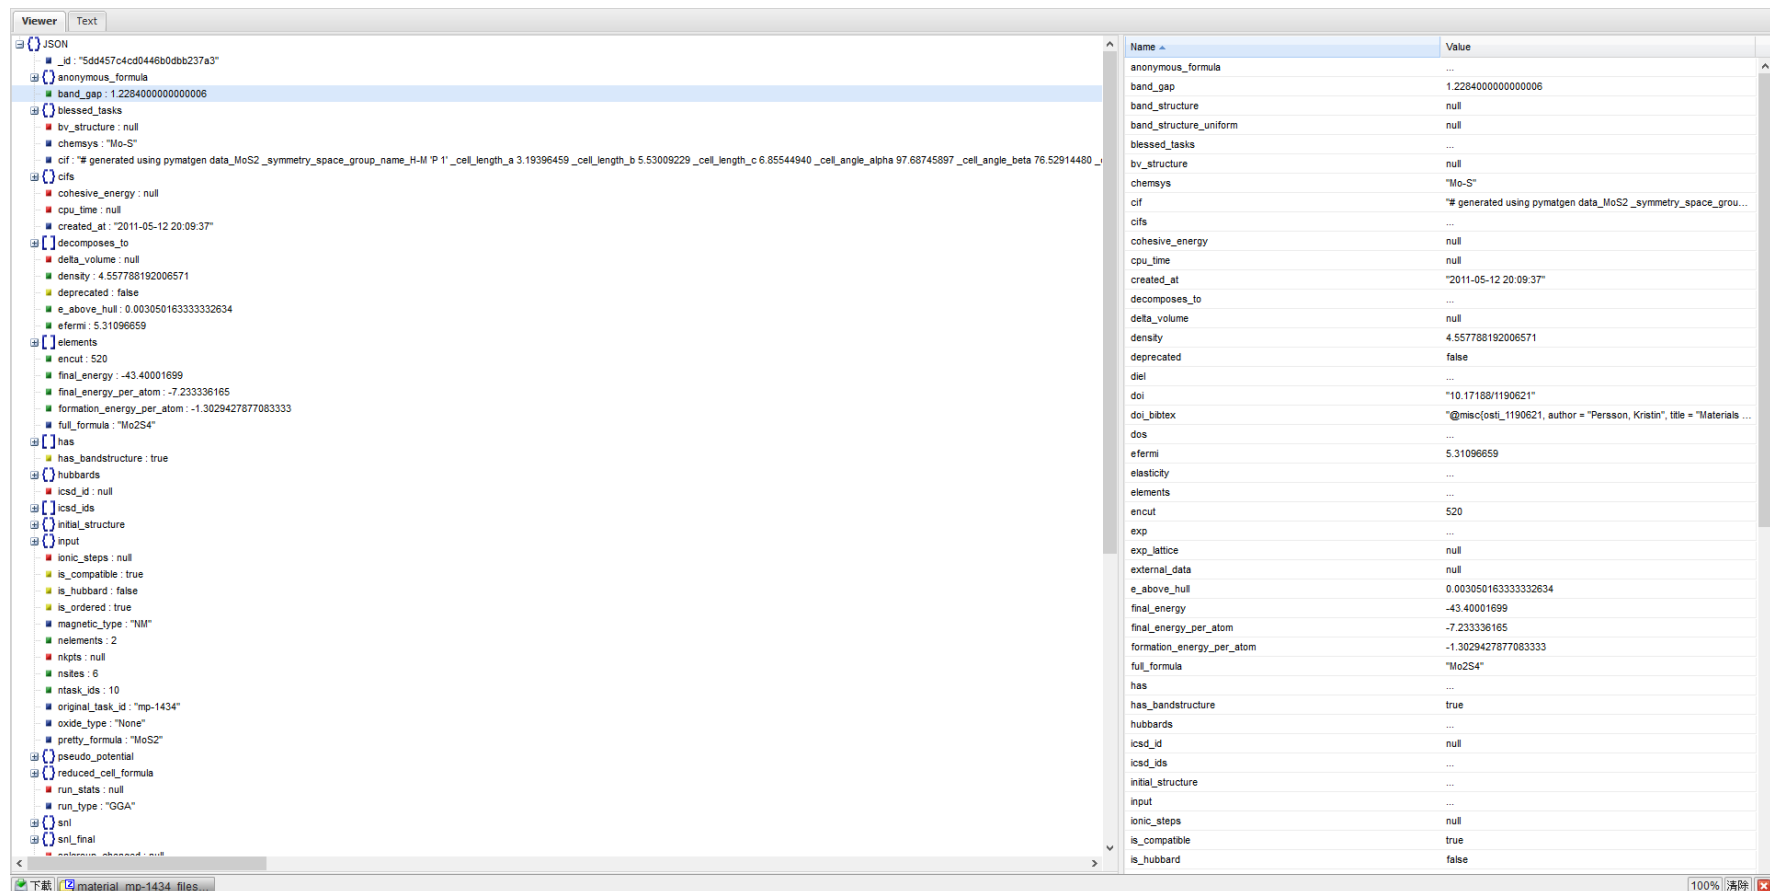 Viewer Text
JSON
_id : "5dd457c4cd0446b0dbb237a3"
anonymous_formula
band_gap : 1.2284000000000006
blessed_tasks
bv_structure : null
chemsys : "Mo-S"
cif : "# generated using pymatgen data_MoS2 _symmetry_space_group_name_H-M 'P 1' _cell_length_a 3.19396459 _cell_length_b 5.53009229 _cell_length_c 6.85544940 _cell_angle_alpha 97.68745897 _cell_angle_beta 76.52914480
cifs
cohesive_energy : null
cpu_time : null
created_at : "2011-05-12 20:09:37"
decomposes_to
delta_volume : null
density : 4.557788192006571
deprecated : false
e_above_hull : 0.003050163333332634
efermi : 5.31096659
elements
encut : 520
final_energy : -43.40001699
final_energy_per_atom : -7.233336165
formation_energy_per_atom : -1.3029427877083333
full_formula : "Mo2S4"
has
has_bandstructure : true
hubbards
icsd_id : null
icsd_ids
initial_structure
input
ionic_steps : null
is_compatible : true
is_hubbard : false
is_ordered : true
magnetic_type : "NM"
nelements : 2
nkpts : null
nsites : 6
ntask_ids : 10
original_task_id : "mp-1434"
oxide_type : "None"
pretty_formula : "MoS2"
pseudo_potential
reduced_cell_formula
run_stats : null
run_type : "GGA"
snl
snl_final
Name Value
anonymous_formula ...
band_gap 1.2284000000000006
band_structure null
band_structure_uniform null
blessed_tasks ...
bv_structure null
chemsys "Mo-S"
cif "# generated using pymatgen data_MoS2 _symmetry_space_grou...
cifs ...
cohesive_energy null
cpu_time null
created_at "2011-05-12 20:09:37"
decomposes_to ...
delta_volume null
density 4.557788192006571
deprecated false
diel ...
doi "10.17188/1190621"
doi_bibtex "@misc{osti_1190621, author = "Persson, Kristin", title = "Materials ...
dos ...
efermi 5.31096659
elasticity ...
elements ...
encut 520
exp ...
exp_lattice null
external_data null
e_above_hull 0.003050163333332634
final_energy -43.40001699
final_energy_per_atom -7.233336165
formation_energy_per_atom -1.3029427877083333
full_formula "Mo2S4"
has ...
has_bandstructure true
hubbards ...
icsd_id null
icsd_ids ...
initial_structure ...
input ...
ionic_steps null
is_compatible true
is_hubbard false
下載 material_mp-1434_files... 100% 清除